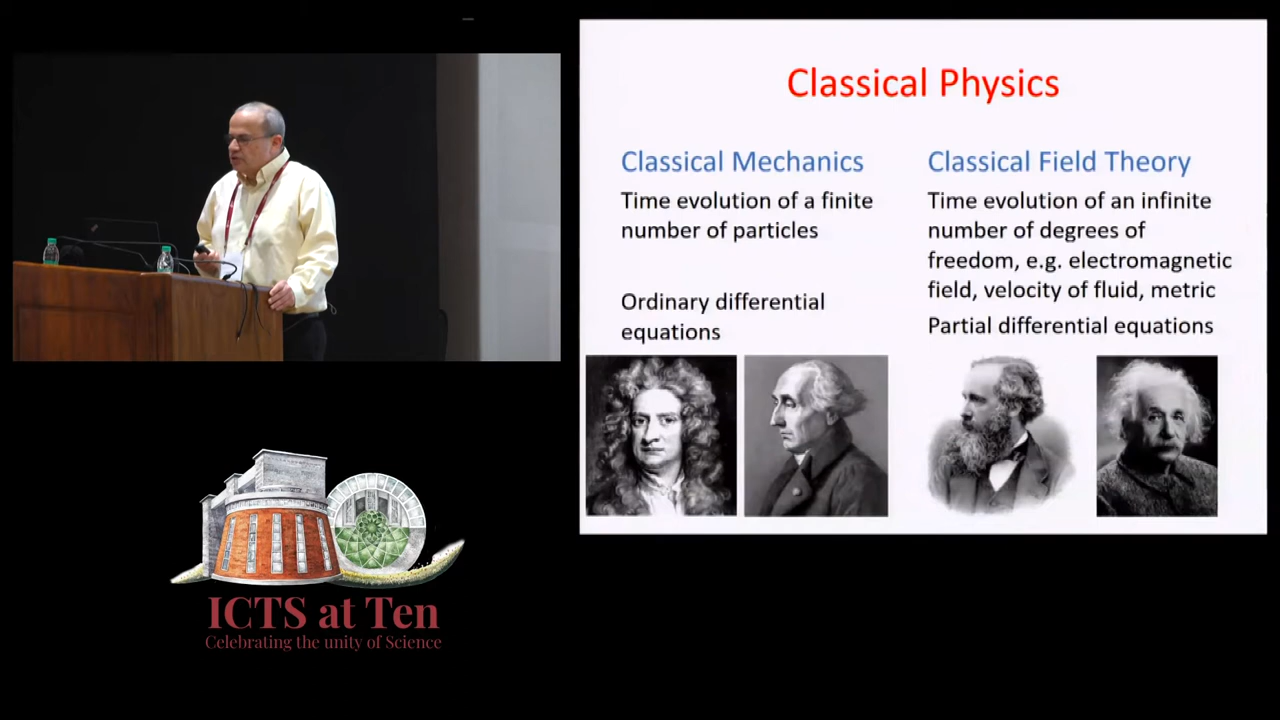 Classical Physics
Classical Mechanics
Time evolution of a finite
number of particles
Ordinary differential
equations
Classical Field Theory
Time evolution of an infinite
number of degrees of
freedom, e.g. electromagnetic
field, velocity of fluid, metric
Partial differential equations
ICTS at Ten
Celebrating the unity of Science